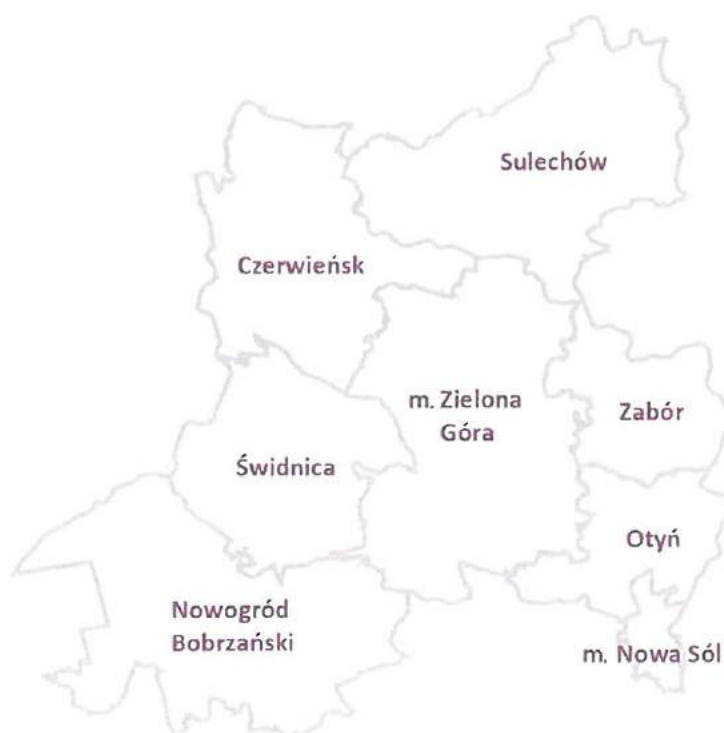 Sulechów
Czerwieńsk
m. Zielona
Góra
Zabór
Świdnica
Otyń
Nowogród
Bobrzański
m. Nowa Sól